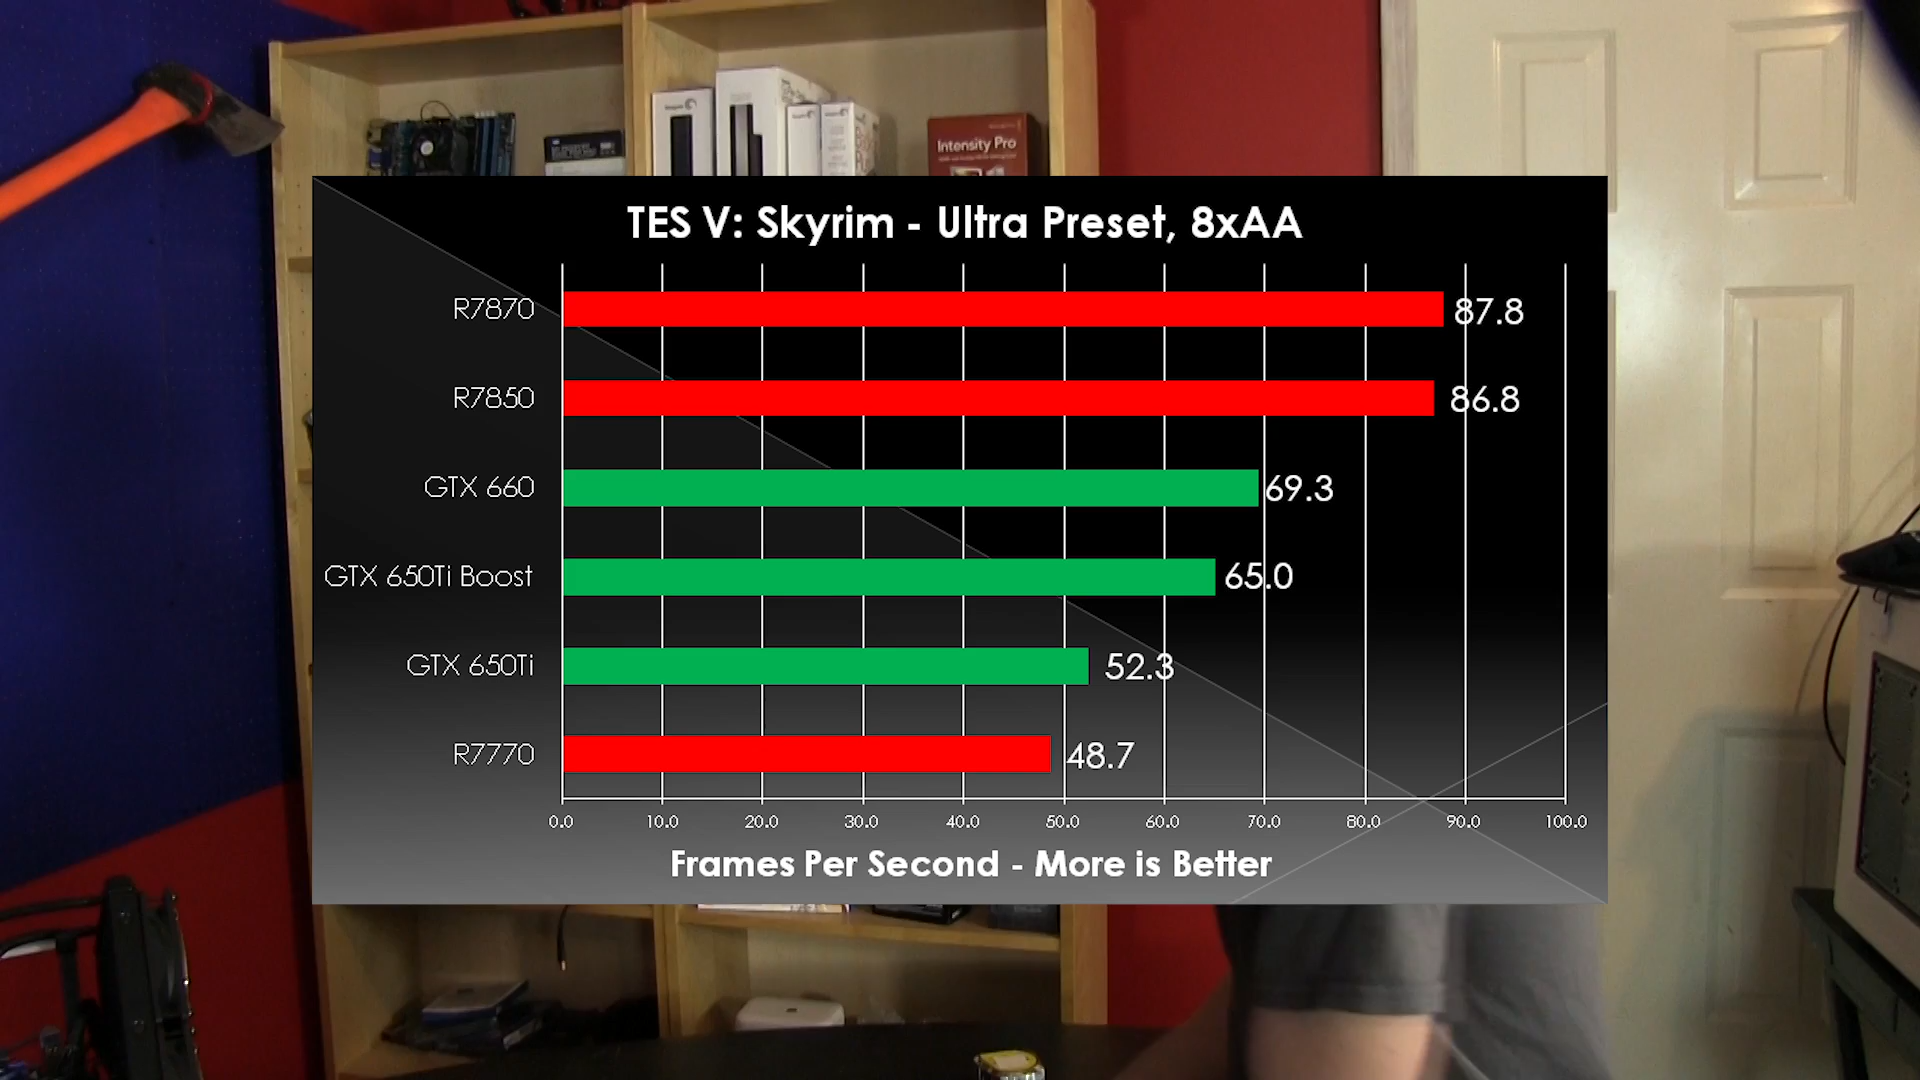 Intensity Pro
TES V: Skyrim - Ultra Preset, 8xAA
R7870 87.8
R7850 86.8
GTX 660 69.3
GTX 650Ti Boost 65.0
GTX 650Ti 52.3
R7770 48.7
0.0 10.0 20.0 30.0 40.0 50.0 60.0 70.0 80.0 90.0 100.0
Frames Per Second - More is Better